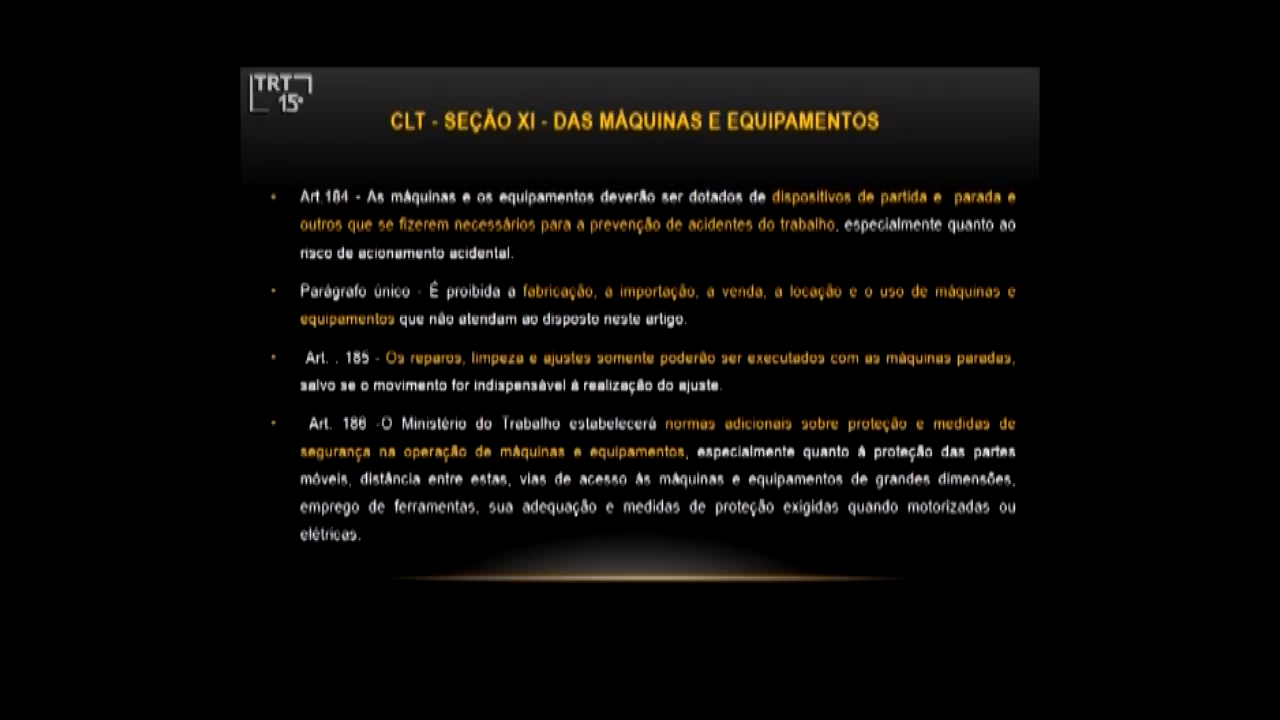 TRT
15ª
CLT - SEÇÃO XI - DAS MÁQUINAS E EQUIPAMENTOS
• Art.184 - As máquinas e os equipamentos deverão ser dotados de dispositivos de partida e parada e
outros que se fizerem necessários para a prevenção de acidentes do trabalho, especialmente quanto ao
risco de acionamento acidental.
• Parágrafo único - É proibida a fabricação, a importação, a venda, a locação e o uso de máquinas e
equipamentos que não atendam ao disposto neste artigo.
• Art. . 185 - Os reparos, limpeza e ajustes somente poderão ser executados com as máquinas paradas,
salvo se o movimento for indispensável à realização do ajuste.
• Art. 186 -O Ministério do Trabalho estabelecerá normas adicionais sobre proteção e medidas de
segurança na operação de máquinas e equipamentos, especialmente quanto à proteção das partes
móveis, distância entre estas, vias de acesso às máquinas e equipamentos de grandes dimensões,
emprego de ferramentas, sua adequação e medidas de proteção exigidas quando motorizadas ou
elétricas.